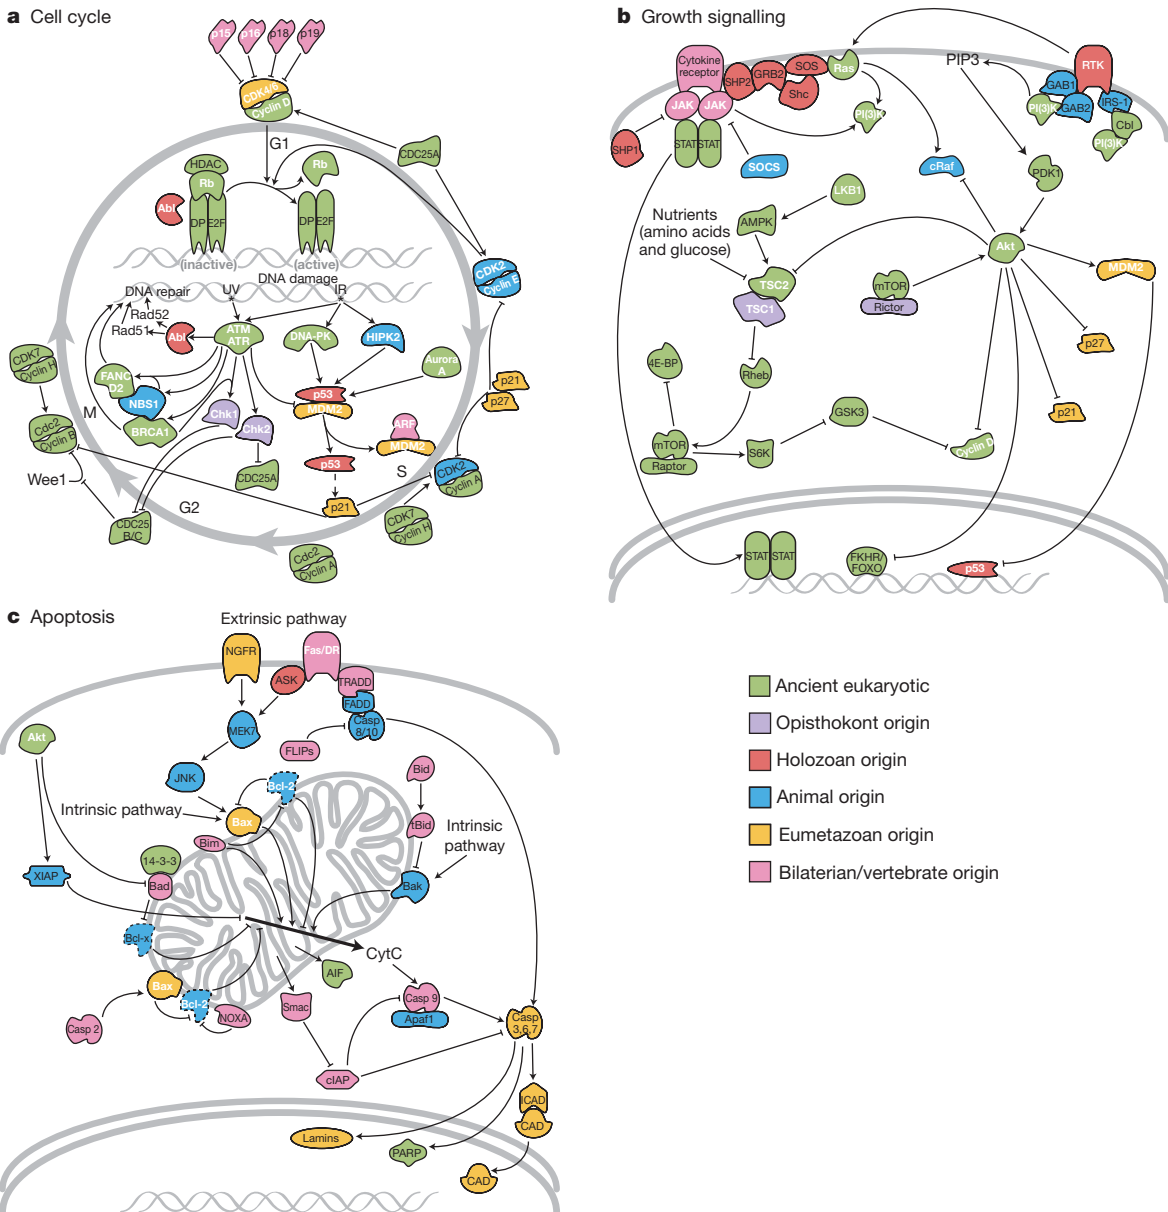 a Cell cycle
p15 p16 p18 p19
CDK4/6
Cyclin D
G1
CDC25A
HDAC
Rb
Rb
Abl
DP E2F
DP E2F
(inactive)
(active)
CDK2
Cyclin E
DNA damage
DNA repair
UV
IR
Rad52
Rad51
Abl
ATM
ATR
DNA-PK
HIPK2
Aurora
A
CDK7
Cyclin H
FANC
D2
NBS1
BRCA1
M
Chk1
Chk2
p53
MDM2
p21
p27
ARF
MDM2
Cdc2
Cyclin B
Wee1
CDC25A
p53
S
CDK2
Cyclin A
p21
G2
CDC25
B/C
CDK7
Cyclin H
Cdc2
Cyclin A
b Growth signalling
Cytokine
receptor
JAK JAK
SHP2
GRB2
SOS
Shc
Ras
PIP3
RTK
GAB1
GAB2
PI(3)K
IRS-1
Cbl
PI(3)K
PI(3)K
SHP1
STAT STAT
SOCS
cRaf
PDK1
LKB1
AMPK
Nutrients
(amino acids
and glucose)
TSC2
TSC1
Akt
mTOR
Rictor
MDM2
p27
4E-BP
Rheb
p21
GSK3
mTOR
Raptor
S6K
Cyclin D
STAT STAT
FKHR/
FOXO
p53
c Apoptosis
Extrinsic pathway
NGFR
Fas/DR
ASK
TRADD
FADD
Casp
8/10
Akt
MEK7
FLIPs
JNK
Bcl-2
Bid
Intrinsic pathway
Bax
tBid
Intrinsic
pathway
Bim
14-3-3
Bad
XIAP
Bak
Bcl-x
CytC
AIF
Bax
Bcl-2
NOXA
Casp 2
Smac
Casp 9
Apaf1
Casp
3,6,7
cIAP
ICAD
CAD
Lamins
PARP
CAD
Ancient eukaryotic
Opisthokont origin
Holozoan origin
Animal origin
Eumetazoan origin
Bilaterian/vertebrate origin